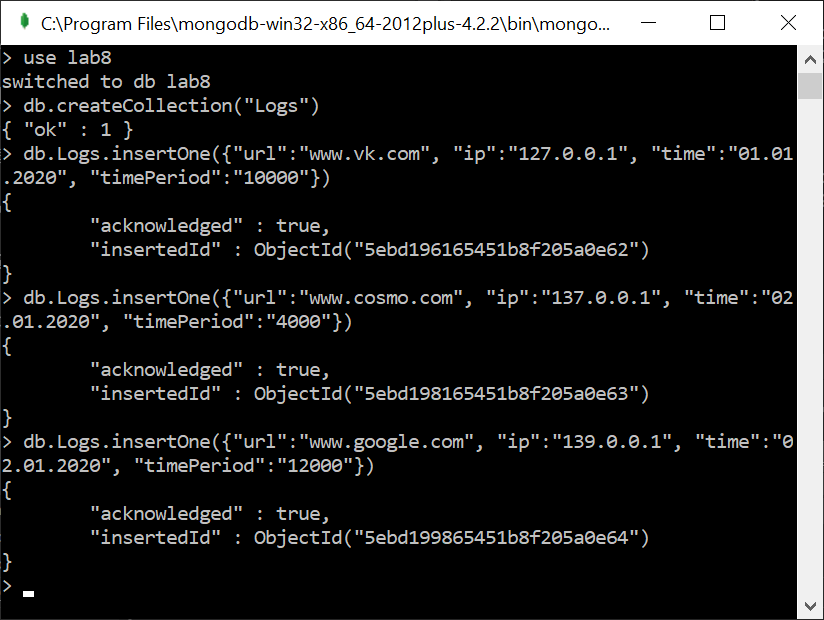 C:\Program Files\mongodb-win32-x86_64-2012plus-4.2.2\bin\mongo...
> use lab8
switched to db lab8
> db.createCollection("Logs")
{ "ok" : 1 }
> db.Logs.insertOne({"url":"www.vk.com", "ip":"127.0.0.1", "time":"01.01
.2020", "timePeriod":"10000"})
{
        "acknowledged" : true,
        "insertedId" : ObjectId("5ebd196165451b8f205a0e62")
}
> db.Logs.insertOne({"url":"www.cosmo.com", "ip":"137.0.0.1", "time":"02
.01.2020", "timePeriod":"4000"})
{
        "acknowledged" : true,
        "insertedId" : ObjectId("5ebd198165451b8f205a0e63")
}
> db.Logs.insertOne({"url":"www.google.com", "ip":"139.0.0.1", "time":"0
2.01.2020", "timePeriod":"12000"})
{
        "acknowledged" : true,
        "insertedId" : ObjectId("5ebd199865451b8f205a0e64")
}
>